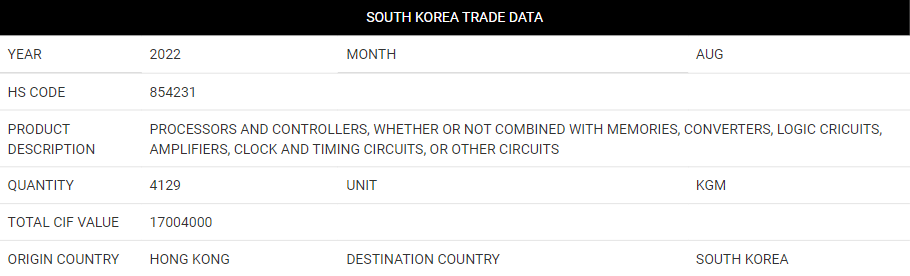 SOUTH KOREA TRADE DATA
YEAR 2022 MONTH AUG
HS CODE 854231
PRODUCT DESCRIPTION PROCESSORS AND CONTROLLERS, WHETHER OR NOT COMBINED WITH MEMORIES, CONVERTERS, LOGIC CRICUITS,
AMPLIFIERS, CLOCK AND TIMING CIRCUITS, OR OTHER CIRCUITS
QUANTITY 4129 UNIT KGM
TOTAL CIF VALUE 17004000
ORIGIN COUNTRY HONG KONG DESTINATION COUNTRY SOUTH KOREA